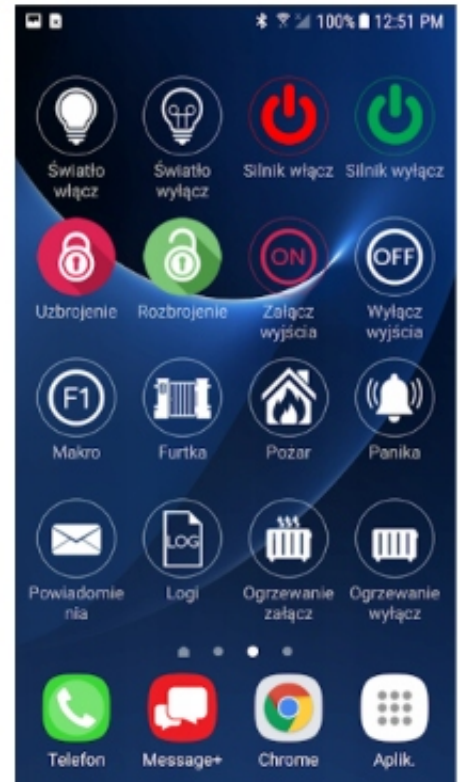 100% 12:51 PM
Światło włącz
Światło wyłącz
Silnik włącz
Silnik wyłącz
Uzbrojenie
Rozbrojenie
ON
Załącz wyjścia
OFF
Wyłącz wyjścia
F1
Makro
Furtka
Pożar
Panika
Powiadomie
nia
LOG
Logi
Ogrzewanie załącz
Ogrzewanie wyłącz
Telefon
Message+
Chrome
Aplik.